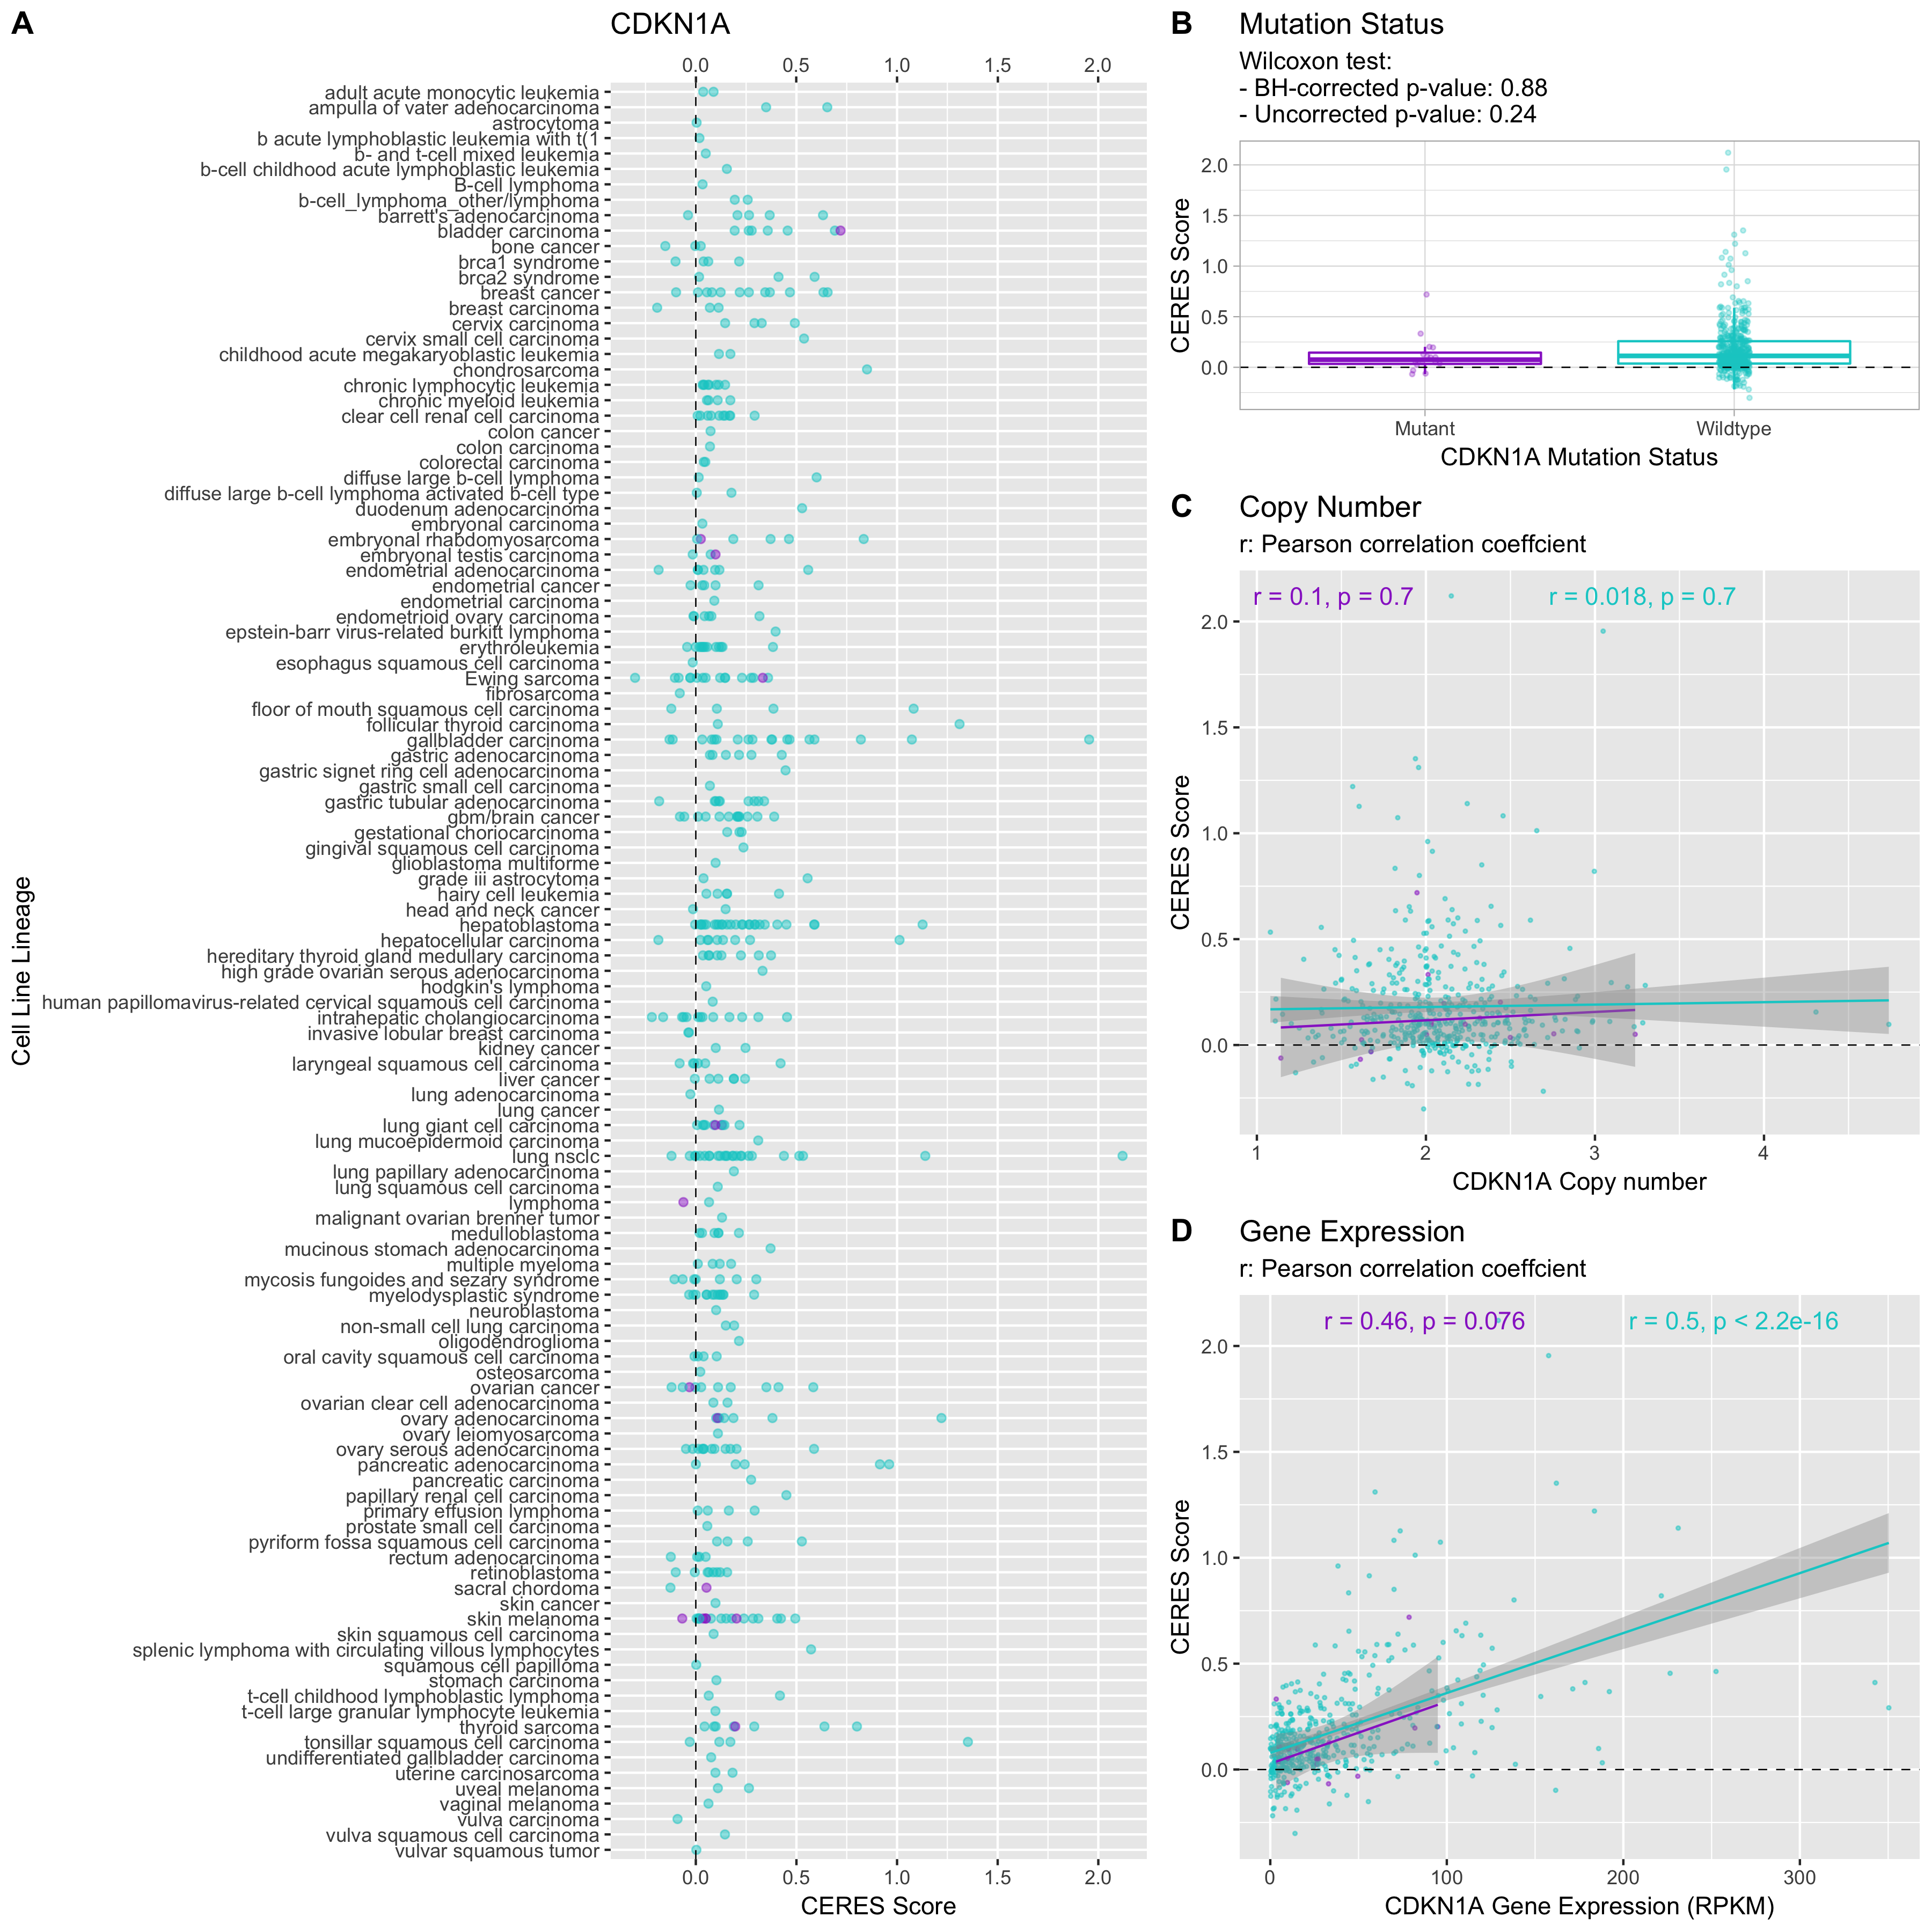 A
CDKN1A
0.0 0.5 1.0 1.5 2.0
Cell Line Lineage
adult acute monocytic leukemia
ampulla of vater adenocarcinoma
astrocytoma
b acute lymphoblastic leukemia with t(1
b- and t-cell mixed leukemia
b-cell childhood acute lymphoblastic leukemia
B-cell lymphoma
b-cell_lymphoma_other/lymphoma
barrett's adenocarcinoma
bladder carcinoma
bone cancer
brca1 syndrome
brca2 syndrome
breast cancer
breast carcinoma
cervix carcinoma
cervix small cell carcinoma
childhood acute megakaryoblastic leukemia
chondrosarcoma
chronic lymphocytic leukemia
chronic myeloid leukemia
clear cell renal cell carcinoma
colon cancer
colon carcinoma
colorectal carcinoma
diffuse large b-cell lymphoma
diffuse large b-cell lymphoma activated b-cell type
duodenum adenocarcinoma
embryonal carcinoma
embryonal rhabdomyosarcoma
embryonal testis carcinoma
endometrial adenocarcinoma
endometrial cancer
endometrial carcinoma
endometrioid ovary carcinoma
epstein-barr virus-related burkitt lymphoma
erythroleukemia
esophagus squamous cell carcinoma
Ewing sarcoma
fibrosarcoma
floor of mouth squamous cell carcinoma
follicular thyroid carcinoma
gallbladder carcinoma
gastric adenocarcinoma
gastric signet ring cell adenocarcinoma
gastric small cell carcinoma
gastric tubular adenocarcinoma
gbm/brain cancer
gestational choriocarcinoma
gingival squamous cell carcinoma
glioblastoma multiforme
grade iii astrocytoma
hairy cell leukemia
head and neck cancer
hepatoblastoma
hepatocellular carcinoma
hereditary thyroid gland medullary carcinoma
high grade ovarian serous adenocarcinoma
hodgkin's lymphoma
human papillomavirus-related cervical squamous cell carcinoma
intrahepatic cholangiocarcinoma
invasive lobular breast carcinoma
kidney cancer
laryngeal squamous cell carcinoma
liver cancer
lung adenocarcinoma
lung cancer
lung giant cell carcinoma
lung mucoepidermoid carcinoma
lung nsclc
lung papillary adenocarcinoma
lung squamous cell carcinoma
lymphoma
malignant ovarian brenner tumor
medulloblastoma
mucinous stomach adenocarcinoma
multiple myeloma
mycosis fungoides and sezary syndrome
myelodysplastic syndrome
neuroblastoma
non-small cell lung carcinoma
oligodendroglioma
oral cavity squamous cell carcinoma
osteosarcoma
ovarian cancer
ovarian clear cell adenocarcinoma
ovary adenocarcinoma
ovary leiomyosarcoma
ovary serous adenocarcinoma
pancreatic adenocarcinoma
pancreatic carcinoma
papillary renal cell carcinoma
primary effusion lymphoma
prostate small cell carcinoma
pyriform fossa squamous cell carcinoma
rectum adenocarcinoma
retinoblastoma
sacral chordoma
skin cancer
skin melanoma
skin squamous cell carcinoma
splenic lymphoma with circulating villous lymphocytes
squamous cell papilloma
stomach carcinoma
t-cell childhood lymphoblastic lymphoma
t-cell large granular lymphocyte leukemia
thyroid sarcoma
tonsillar squamous cell carcinoma
undifferentiated gallbladder carcinoma
uterine carcinosarcoma
uveal melanoma
vaginal melanoma
vulva carcinoma
vulva squamous cell carcinoma
vulvar squamous tumor
0.0 0.5 1.0 1.5 2.0
CERES Score
B
Mutation Status
Wilcoxon test:
- BH-corrected p-value: 0.88
- Uncorrected p-value: 0.24
CERES Score
2.0
1.5
1.0
0.5
0.0
Mutant Wildtype
CDKN1A Mutation Status
C
Copy Number
r: Pearson correlation coeffcient
r = 0.1, p = 0.7 r = 0.018, p = 0.7
CERES Score
2.0
1.5
1.0
0.5
0.0
1 2 3 4
CDKN1A Copy number
D
Gene Expression
r: Pearson correlation coeffcient
r = 0.46, p = 0.076 r = 0.5, p < 2.2e-16
CERES Score
2.0
1.5
1.0
0.5
0.0
0 100 200 300
CDKN1A Gene Expression (RPKM)